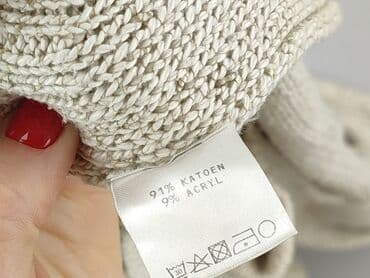 91% KATOEN
9% ACRYL